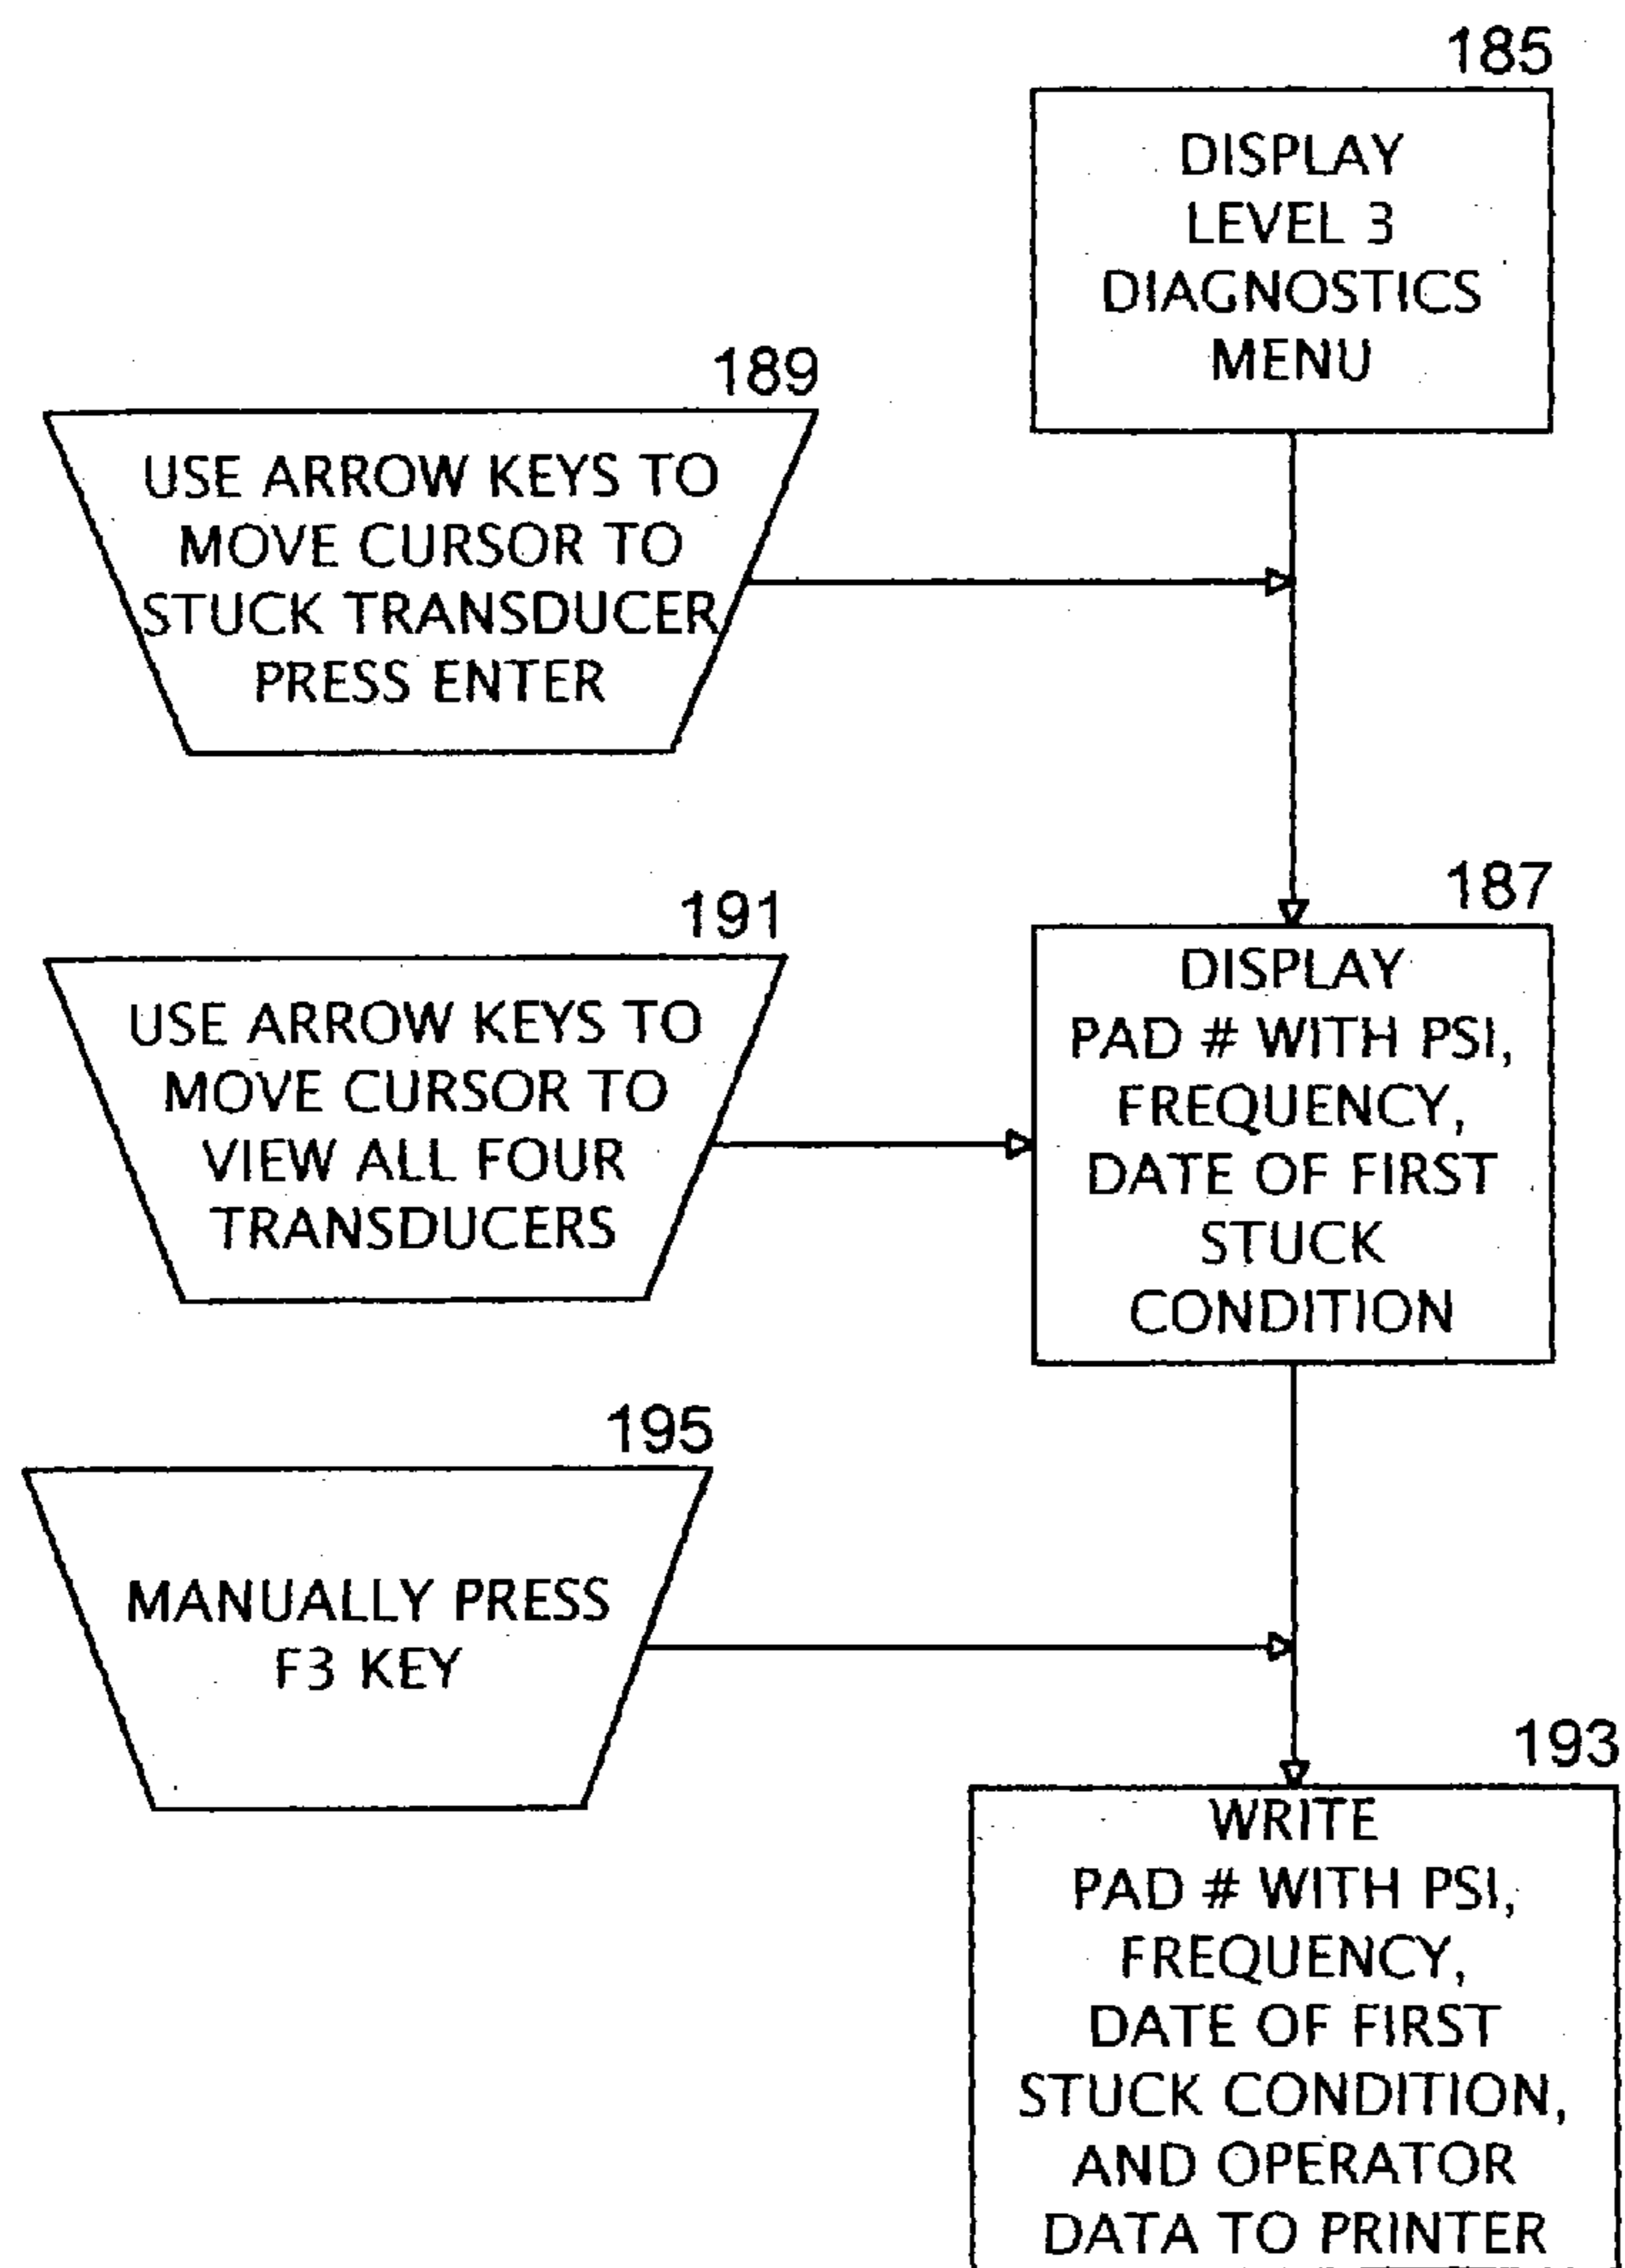 185
DISPLAY
LEVEL 3
DIAGNOSTICS
MENU
189
USE ARROW KEYS TO
MOVE CURSOR TO
STUCK TRANSDUCER
PRESS ENTER
187
DISPLAY
PAD # WITH PSI,
FREQUENCY,
DATE OF FIRST
STUCK
CONDITION
191
USE ARROW KEYS TO
MOVE CURSOR TO
VIEW ALL FOUR
TRANSDUCERS
195
MANUALLY PRESS
F3 KEY
193
WRITE
PAD # WITH PSI,
FREQUENCY,
DATE OF FIRST
STUCK CONDITION,
AND OPERATOR
DATA TO PRINTER